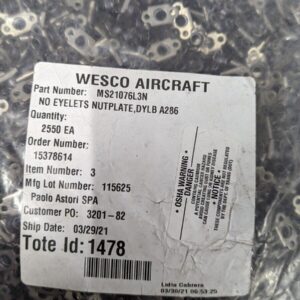 WESCO AIRCRAFT
Part Number: MS21076L3N
NO EYELETS NUTPLATE,DYLB A286
Quantity:
2550 EA
Order Number:
15378614
Item Number: 3
Mfg Lot Number: 115625
Paolo Astori SPA
Customer PO: 3201-82
Ship Date: 03/29/21
Tote Id: 1478
Lidia Cabrera
03/30/21 06:53:25
* OSHA WARNING *
DANGER
* NOTICE *